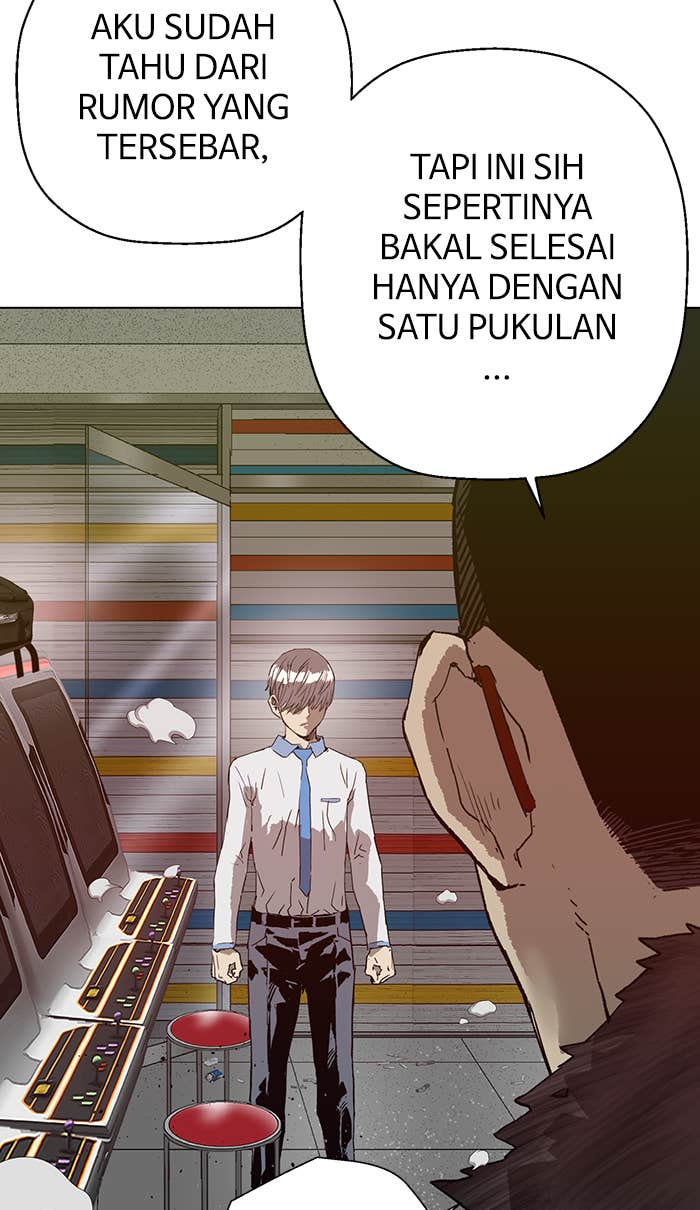 AKU SUDAH
TAHU DARI
RUMOR YANG
TERSEBAR,
TAPI INI SIH
SEPERTINYA
BAKAL SELESAI
HANYA DENGAN
SATU PUKULAN
...